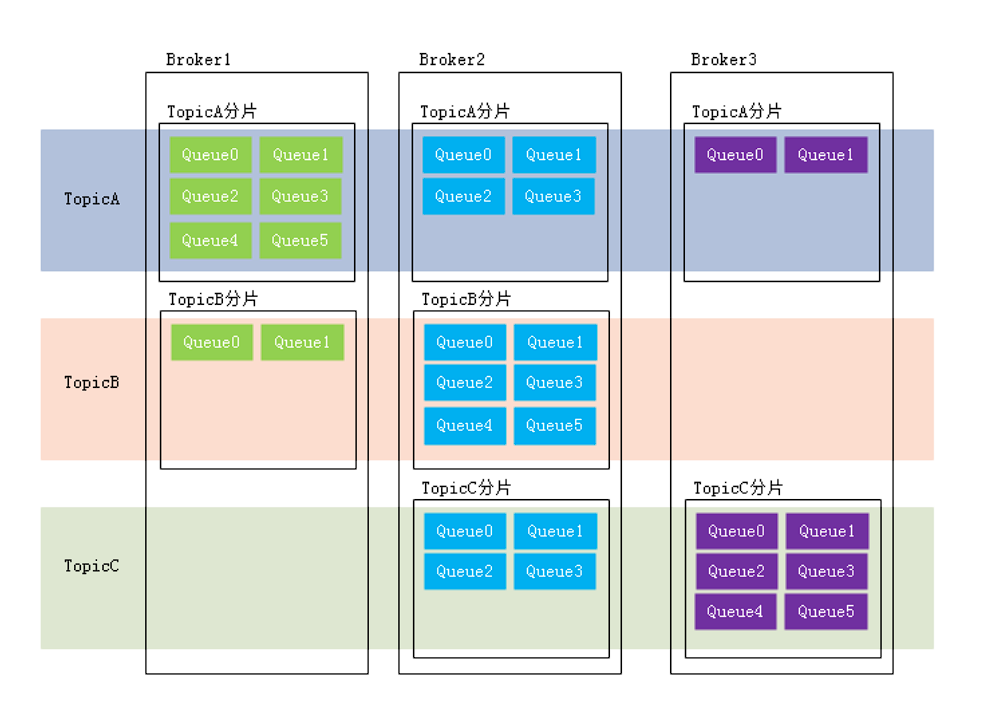 Broker1 Broker2 Broker3
TopicA分片 TopicA分片 TopicA分片
Queue0 Queue1 Queue0 Queue1 Queue0 Queue1
TopicA
Queue2 Queue3 Queue2 Queue3
Queue4 Queue5
TopicB分片 TopicB分片
Queue0 Queue1 Queue0 Queue1
TopicB
Queue2 Queue3
Queue4 Queue5
TopicC分片 TopicC分片
Queue0 Queue1 Queue0 Queue1
TopicC
Queue2 Queue3 Queue2 Queue3
Queue4 Queue5